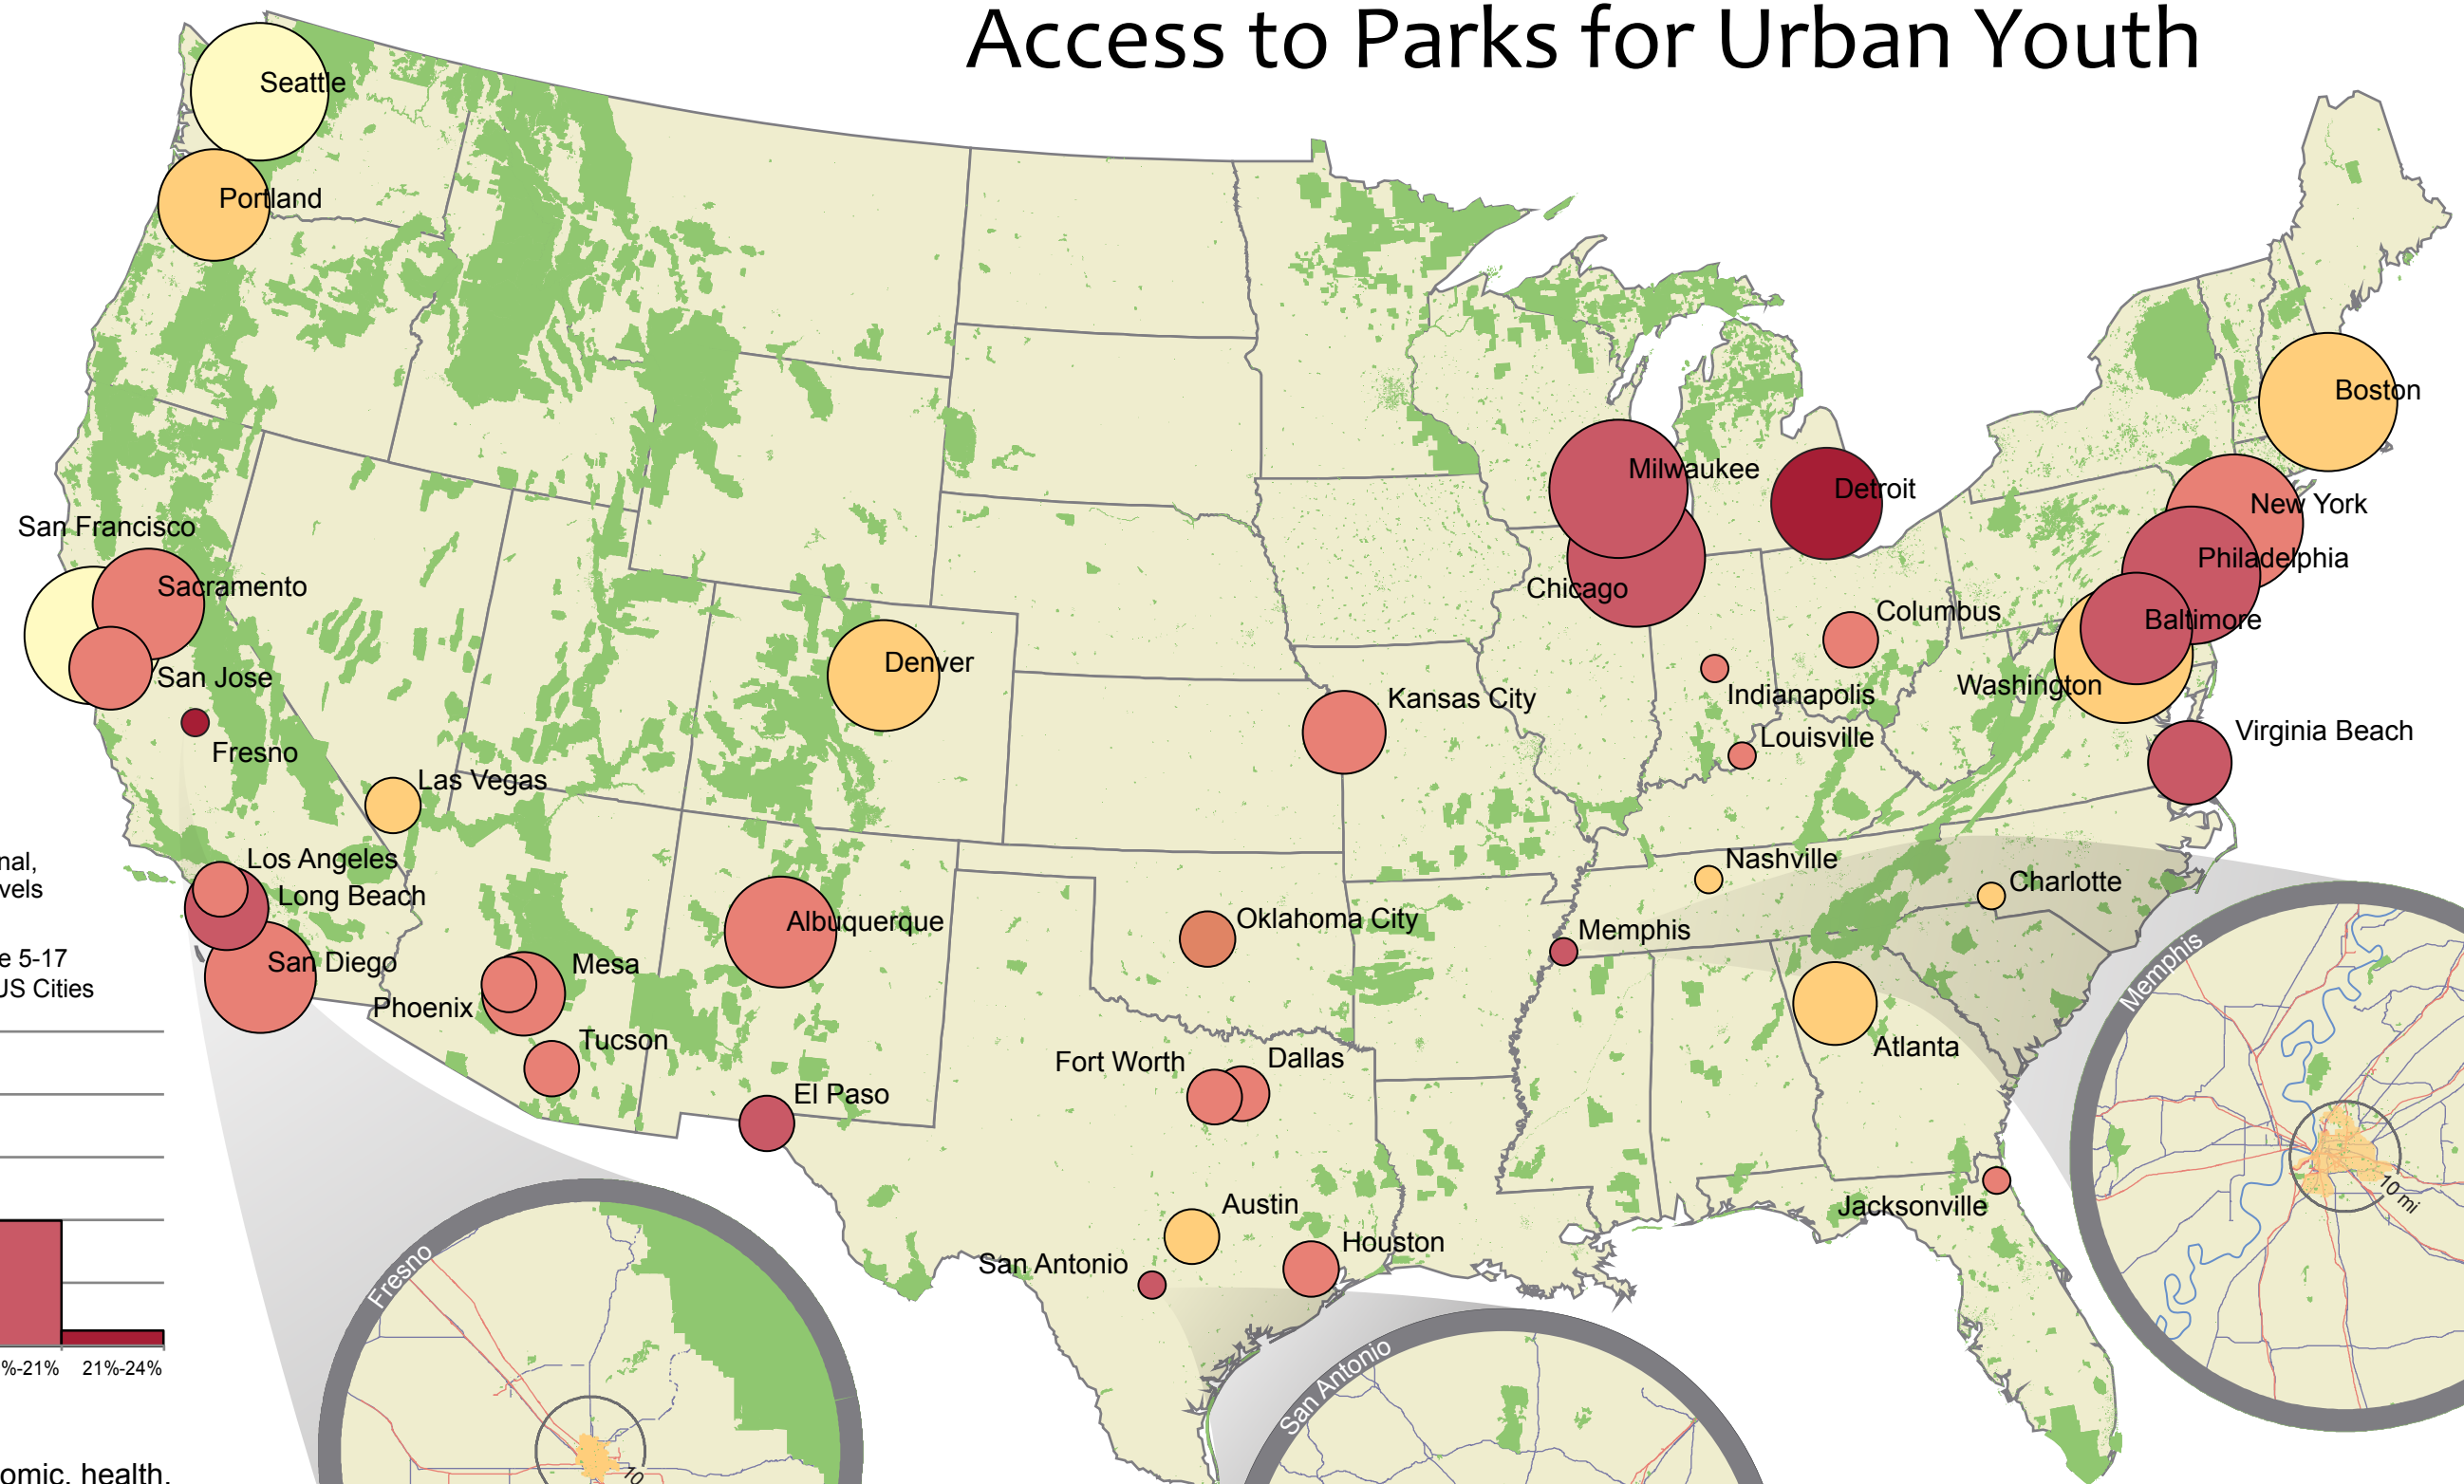 Access to Parks for Urban Youth
Seattle
Portland
Boston
Milwaukee
Detroit
New York
San Francisco
Philadelphia
Sacramento
Chicago
Columbus
Baltimore
Denver
San Jose
Washington
Kansas City
Indianapolis
Fresno
Louisville
Virginia Beach
Las Vegas
Los Angeles
Nashville
Charlotte
Long Beach
Albuquerque
Oklahoma City
Memphis
San Diego
Mesa
Phoenix
Tucson
Atlanta
Fort Worth
Dallas
El Paso
Austin
Jacksonville
Houston
San Antonio
nal,
vels
e 5-17
US Cities
%-21%
21%-24%
omic, health,
Fresno
10
San Antonio
Memphis
10 mi